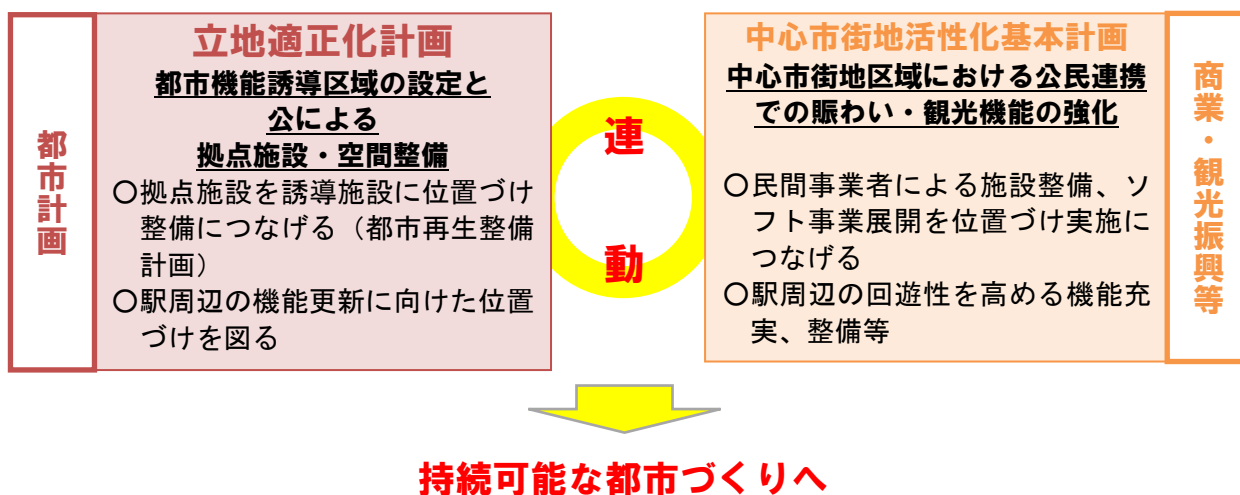 都市計画
立地適正化計画
都市機能誘導区域の設定と
公による
拠点施設・空間整備
〇拠点施設を誘導施設に位置づけ
整備につなげる（都市再生整備
計画）
〇駅周辺の機能更新に向けた位置
づけを図る
連
動
中心市街地活性化基本計画
中心市街地区域における公民連携
での賑わい・観光機能の強化
〇民間事業者による施設整備、ソ
フト事業展開を位置づけ実施に
つなげる
〇駅周辺の回遊性を高める機能充
実、整備等
商業・観光振興等
持続可能な都市づくりへ